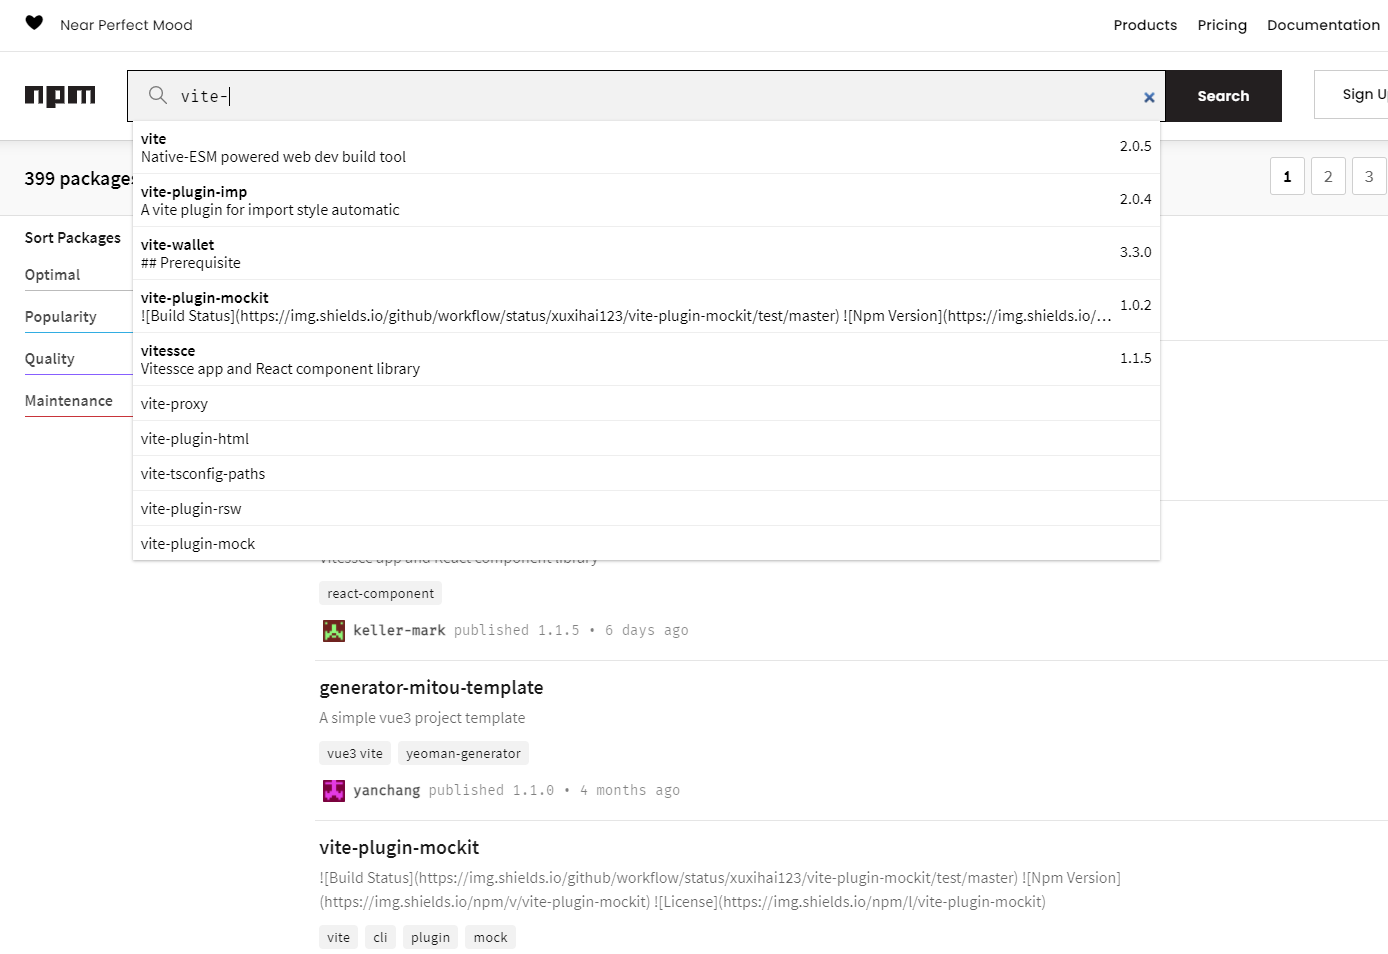 Near Perfect Mood
Products Pricing Documentation
npm
vite-
Search
Sign U
399 packages
1 2 3
Sort Packages
Optimal
Popularity
Quality
Maintenance
vite
Native-ESM powered web dev build tool
2.0.5
vite-plugin-imp
A vite plugin for import style automatic
2.0.4
vite-wallet
## Prerequisite
3.3.0
vite-plugin-mockit
![Build Status](https://img.shields.io/github/workflow/status/xuxihai123/vite-plugin-mockit/test/master) ![Npm Version](https://img.shields.io/...
1.0.2
vitessce
Vitessce app and React component library
1.1.5
vite-proxy
vite-plugin-html
vite-tsconfig-paths
vite-plugin-rsw
vite-plugin-mock
Vitessce app and React component library
react-component
keller-mark published 1.1.5 • 6 days ago
generator-mitou-template
A simple vue3 project template
vue3 vite yeoman-generator
yanchang published 1.1.0 • 4 months ago
vite-plugin-mockit
![Build Status](https://img.shields.io/github/workflow/status/xuxihai123/vite-plugin-mockit/test/master) ![Npm Version]
(https://img.shields.io/npm/v/vite-plugin-mockit) ![License](https://img.shields.io/npm/l/vite-plugin-mockit)
vite cli plugin mock